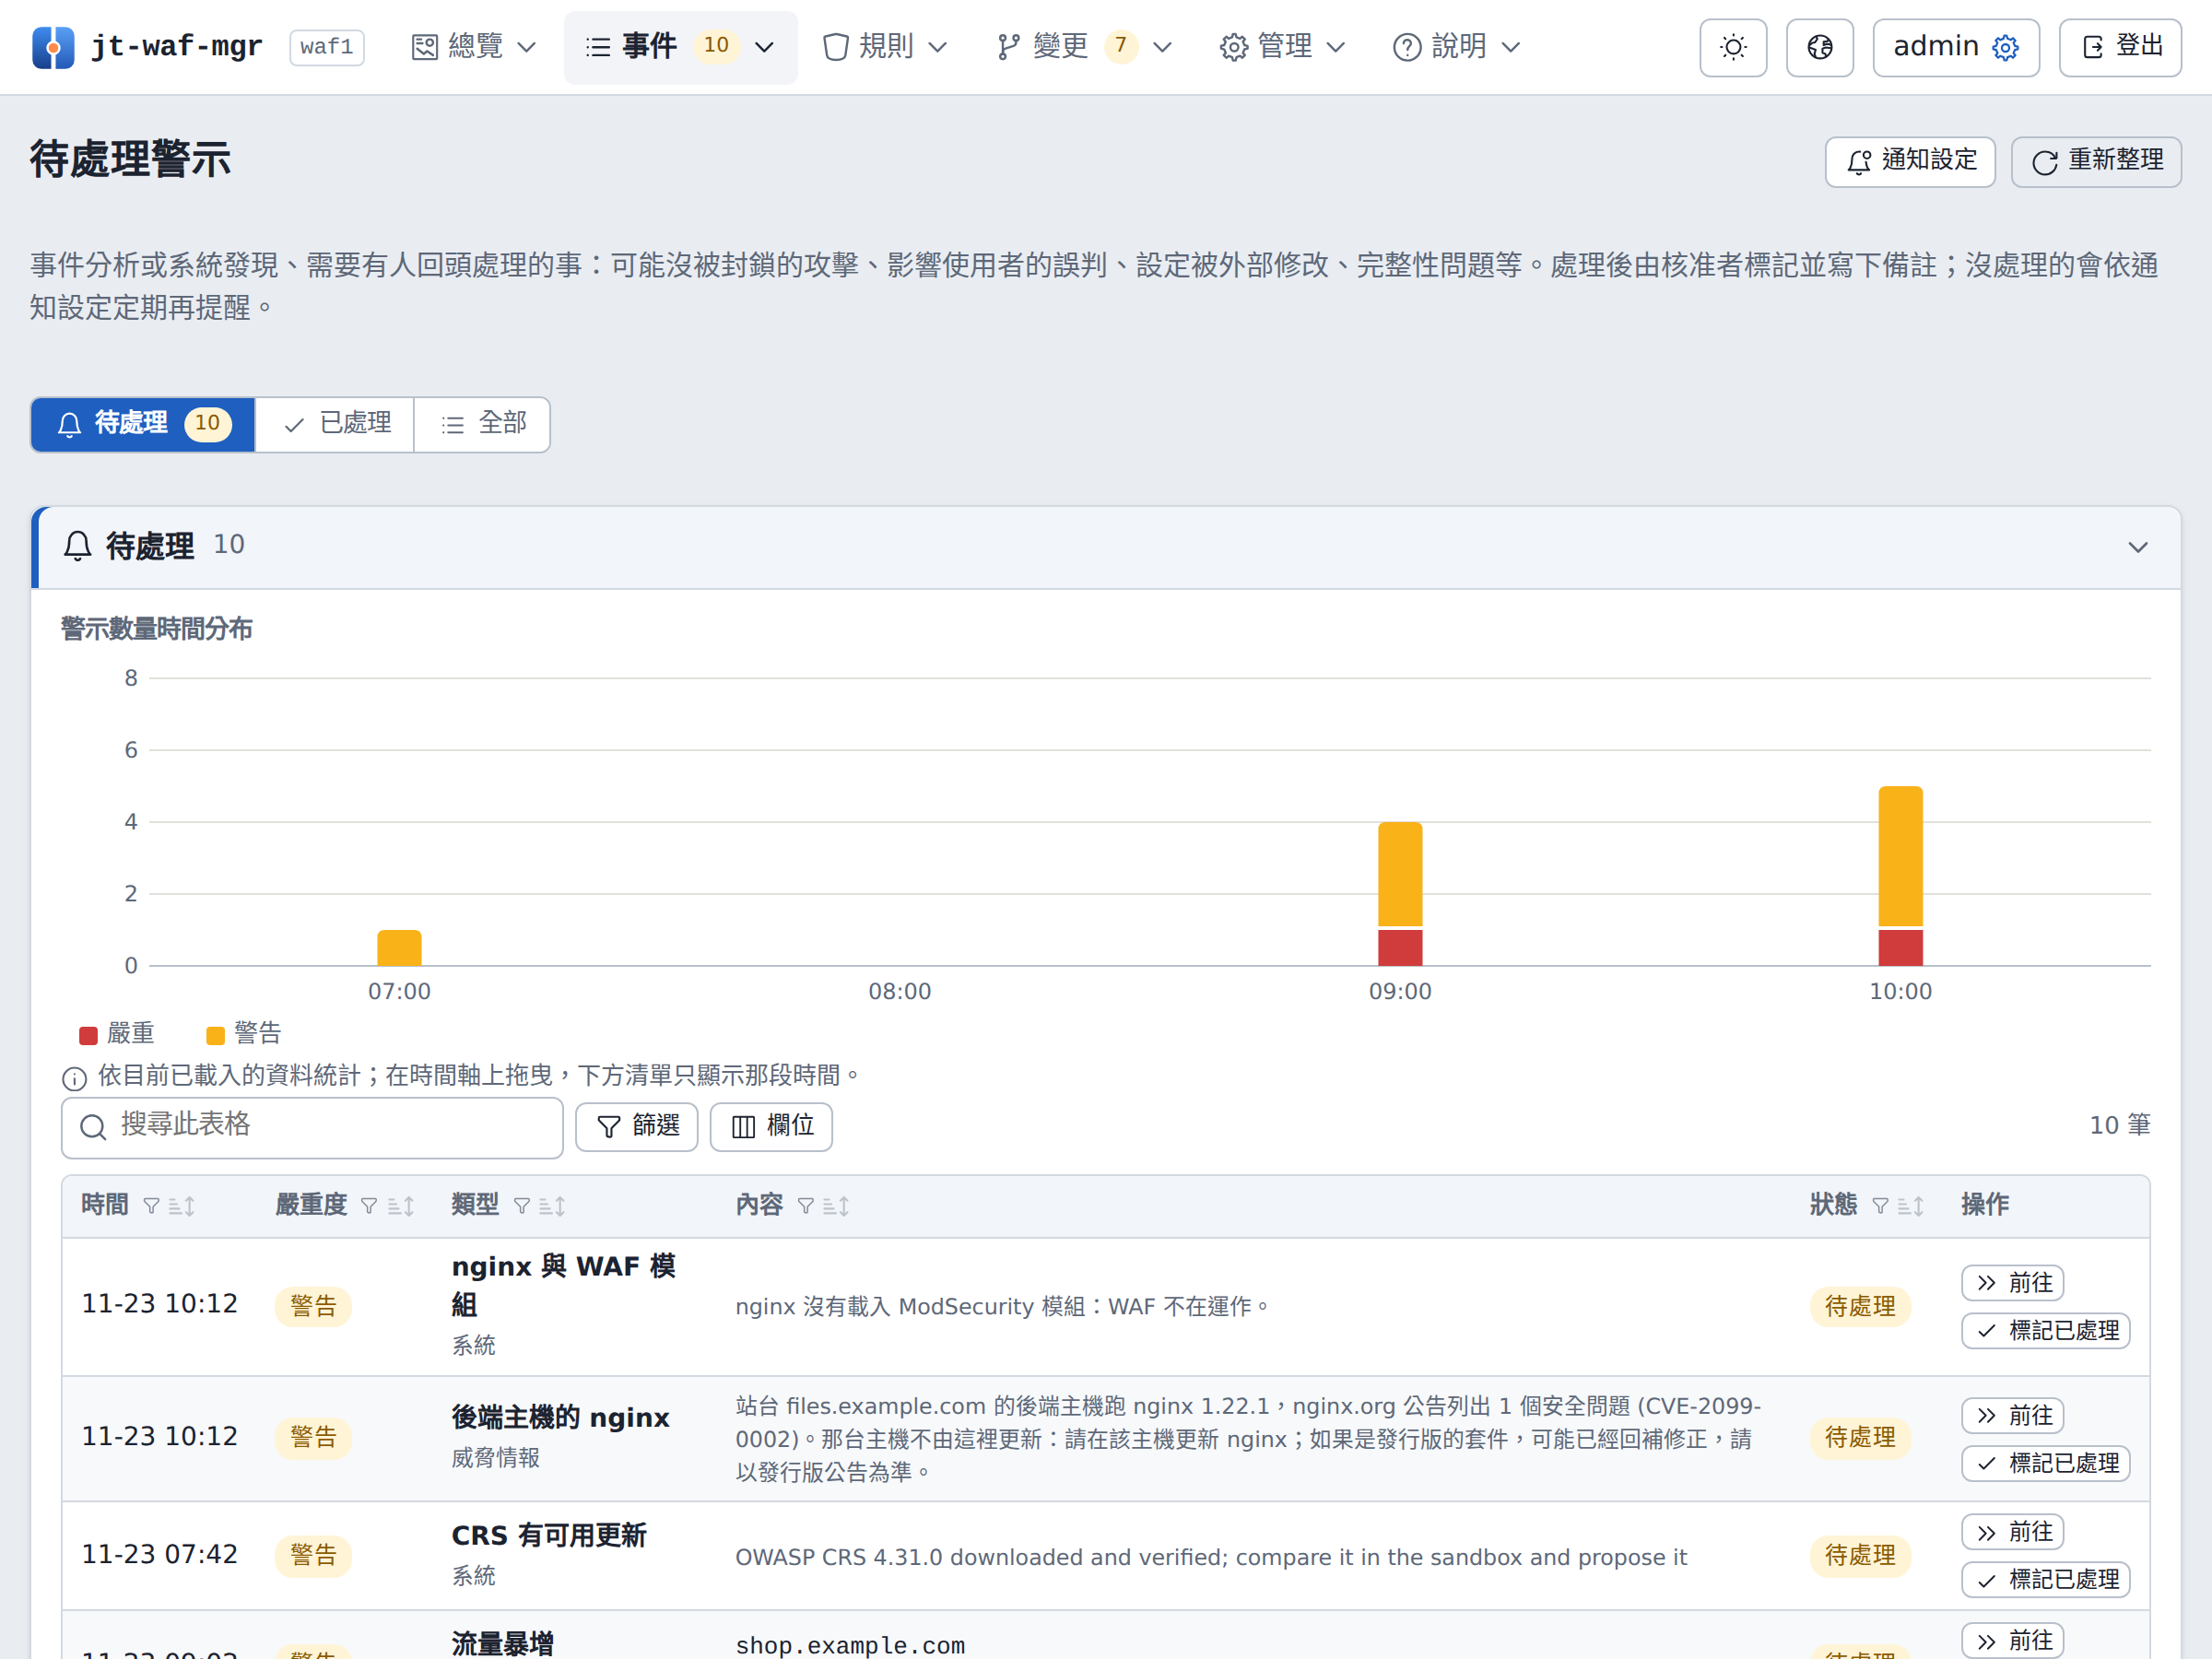 jt-waf-mgr waf1 總覽 事件 10 規則 變更 7 管理 說明 admin 登出
待處理警示 通知設定 重新整理
事件分析或系統發現、需要有人回頭處理的事：可能沒被封鎖的攻擊、影響使用者的誤判、設定被外部修改、完整性問題等。處理後由核准者標記並寫下備註；沒處理的會依通
知設定定期再提醒。
待處理 10 已處理 全部
待處理 10
警示數量時間分布
8
6
4
2
0
07:00 08:00 09:00 10:00
嚴重 警告
依目前已載入的資料統計；在時間軸上拖曳，下方清單只顯示那段時間。
搜尋此表格 篩選 欄位 10 筆
時間 嚴重度 類型 內容 狀態 操作
11-23 10:12 警告 nginx 與 WAF 模
組
系統
nginx 沒有載入 ModSecurity 模組：WAF 不在運作。 待處理 前往
標記已處理
11-23 10:12 警告 後端主機的 nginx
威脅情報
站台 files.example.com 的後端主機跑 nginx 1.22.1，nginx.org 公告列出 1 個安全問題 (CVE-2099-
0002)。那台主機不由這裡更新：請在該主機更新 nginx；如果是發行版的套件，可能已經回補修正，請
以發行版公告為準。
待處理 前往
標記已處理
11-23 07:42 警告 CRS 有可用更新
系統
OWASP CRS 4.31.0 downloaded and verified; compare it in the sandbox and propose it
待處理 前往
標記已處理
流量暴增 shop.example.com 前往